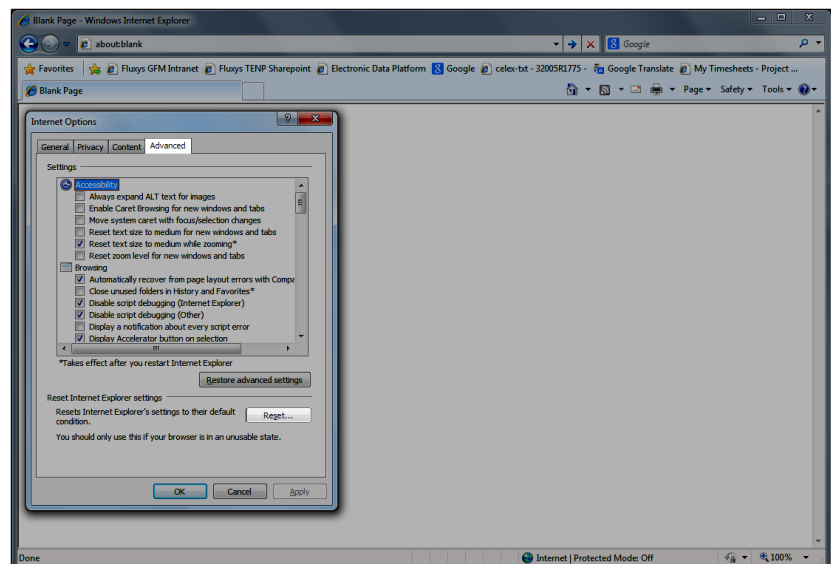 Blank Page - Windows Internet Explorer
about:blank
Google
Favorites Fluxys GFM Intranet Fluxys TENP Sharepoint Electronic Data Platform Google celex-txt - 32005R1775 - Google Translate My Timesheets - Project ...
Blank Page
Page Safety Tools
Internet Options
General Privacy Content Advanced
Settings
Accessibility
Always expand ALT text for images
Enable Caret Browsing for new windows and tabs
Move system caret with focus/selection changes
Reset text size to medium for new windows and tabs
Reset text size to medium while zooming*
Reset zoom level for new windows and tabs
Browsing
Automatically recover from page layout errors with Compa
Close unused folders in History and Favorites*
Disable script debugging (Internet Explorer)
Disable script debugging (Other)
Display a notification about every script error
Display Accelerator button on selection
*Takes effect after you restart Internet Explorer
Restore advanced settings
Reset Internet Explorer settings
Resets Internet Explorer's settings to their default
condition.
Reset...
You should only use this if your browser is in an unusable state.
OK Cancel Apply
Done
Internet | Protected Mode: Off
100%